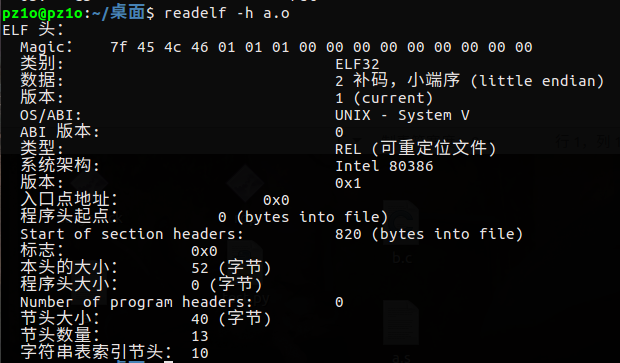 pz1o@pz1o:~/桌面$ readelf -h a.o
ELF 头：
Magic： 7f 45 4c 46 01 01 01 00 00 00 00 00 00 00 00 00
类别: ELF32
数据: 2 补码，小端序 (little endian)
版本: 1 (current)
OS/ABI: UNIX - System V
ABI 版本: 0
类型: REL (可重定位文件)
系统架构: Intel 80386
版本: 0x1
入口点地址： 0x0
程序头起点： 0 (bytes into file)
Start of section headers: 820 (bytes into file)
标志： 0x0
本头的大小： 52 (字节)
程序头大小： 0 (字节)
Number of program headers: 0
节头大小： 40 (字节)
节头数量： 13
字符串表索引节头： 10
b.c
a.s